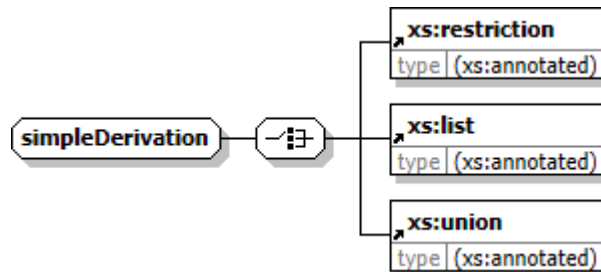 xs:restriction
type (xs:annotated)
simpleDerivation
xs:list
type (xs:annotated)
xs:union
type (xs:annotated)